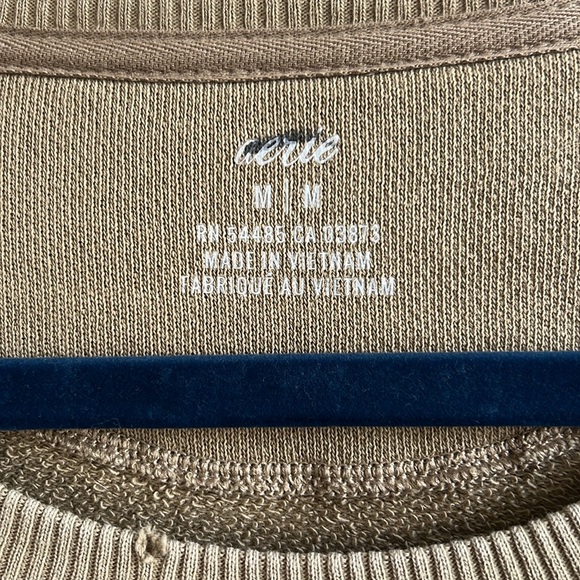 aerie
M | M
RN 54485 CA 03873
MADE IN VIETNAM
FABRIQUÉ AU VIETNAM